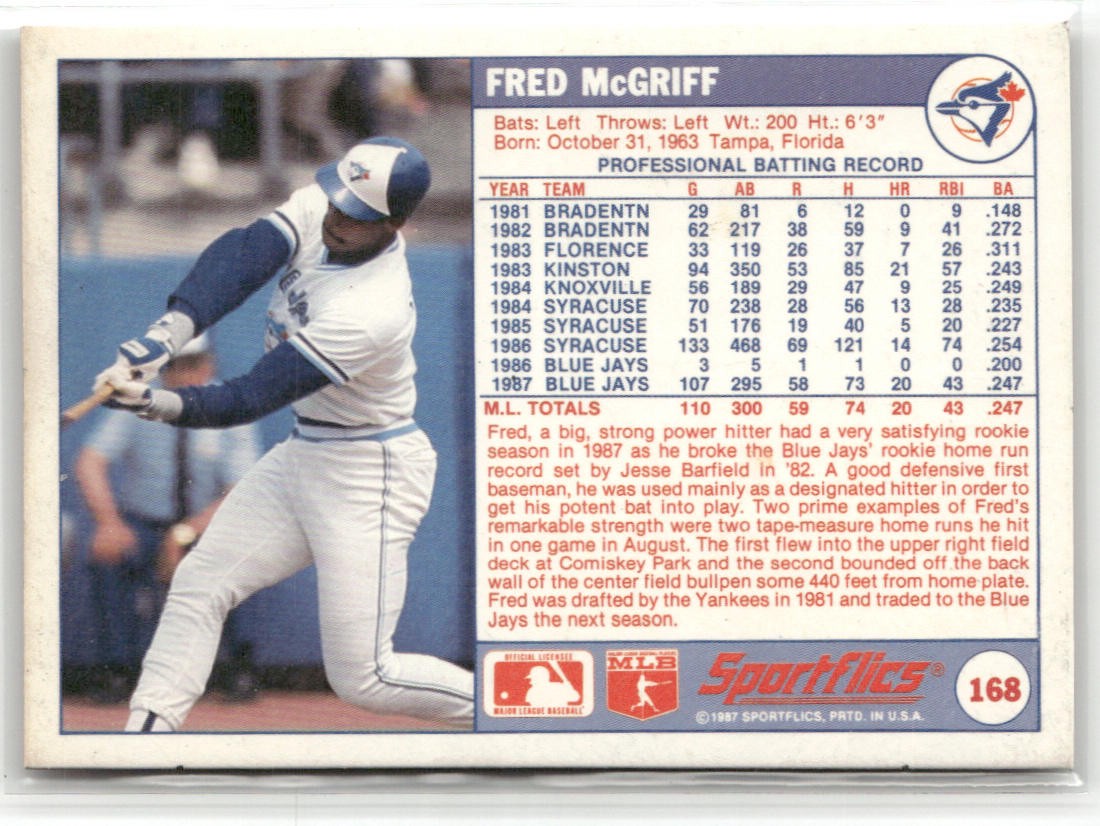 FRED McGRIFF
Bats: Left Throws: Left Wt.: 200 Ht.: 6'3"
Born: October 31, 1963 Tampa, Florida
PROFESSIONAL BATTING RECORD
YEAR TEAM G AB R H HR RBI BA
1981 BRADENTN 29 81 6 12 0 9 .148
1982 BRADENTN 62 217 38 59 9 41 .272
1983 FLORENCE 33 119 26 37 7 26 .311
1983 KINSTON 94 350 53 85 21 57 .243
1984 KNOXVILLE 56 189 29 47 9 25 .249
1984 SYRACUSE 70 238 28 56 13 28 .235
1985 SYRACUSE 51 176 19 40 5 20 .227
1986 SYRACUSE 133 468 69 121 14 74 .254
1986 BLUE JAYS 3 5 1 1 0 0 .200
1987 BLUE JAYS 107 295 58 73 20 43 .247
M.L. TOTALS 110 300 59 74 20 43 .247
Fred, a big, strong power hitter had a very satisfying rookie
season in 1987 as he broke the Blue Jays' rookie home run
record set by Jesse Barfield in '82. A good defensive first
baseman, he was used mainly as a designated hitter in order to
get his potent bat into play. Two prime examples of Fred's
remarkable strength were two tape-measure home runs he hit
in one game in August. The first flew into the upper right field
deck at Comiskey Park and the second bounded off the back
wall of the center field bullpen some 440 feet from home plate.
Fred was drafted by the Yankees in 1981 and traded to the Blue
Jays the next season.
OFFICIAL LICENSEE
MAJOR LEAGUE BASEBALL
MAJOR LEAGUE BASEBALL PLAYERS
MLB
Sportflics®
©1987 SPORTFLICS, PRTD. IN U.S.A.
168